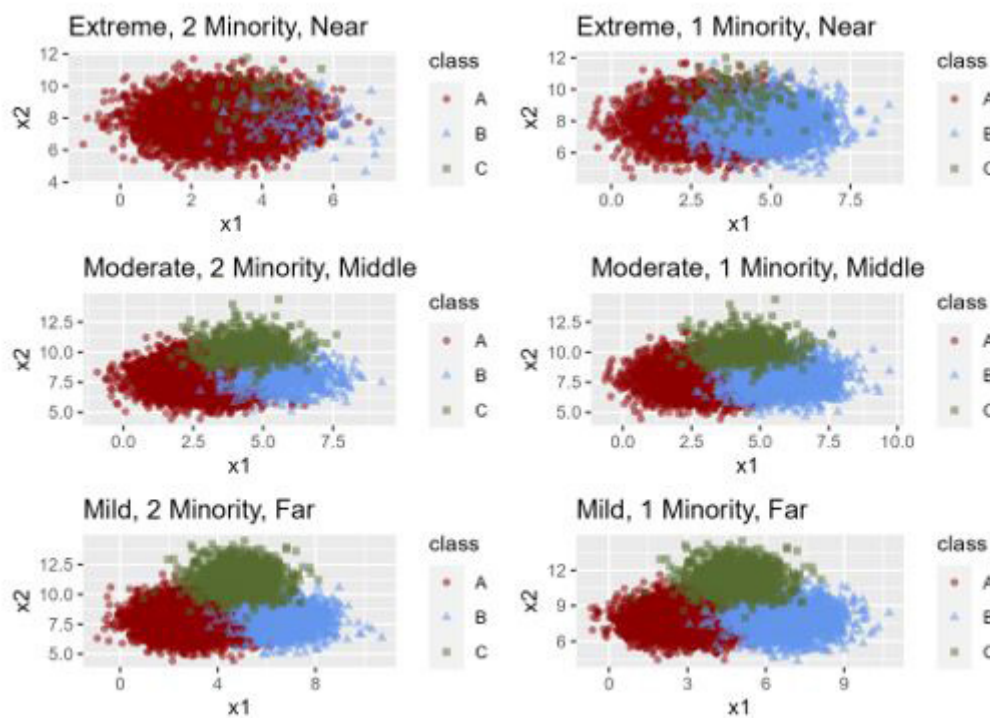 Extreme, 2 Minority, Near
12
10
8
6
4
x2
0
2
4
6
x1
class
A
B
C
Extreme, 1 Minority, Near
12
10
8
6
x2
0.0
2.5
5.0
7.5
x1
class
A
B
C
Moderate, 2 Minority, Middle
12.5
10.0
7.5
5.0
x2
0.0
2.5
5.0
7.5
x1
class
A
B
C
Moderate, 1 Minority, Middle
12.5
10.0
7.5
5.0
x2
0.0
2.5
5.0
7.5
10.0
x1
class
A
B
C
Mild, 2 Minority, Far
12.5
10.0
7.5
5.0
x2
0
4
8
x1
class
A
B
C
Mild, 1 Minority, Far
12
9
6
x2
0
3
6
9
x1
class
A
B
C